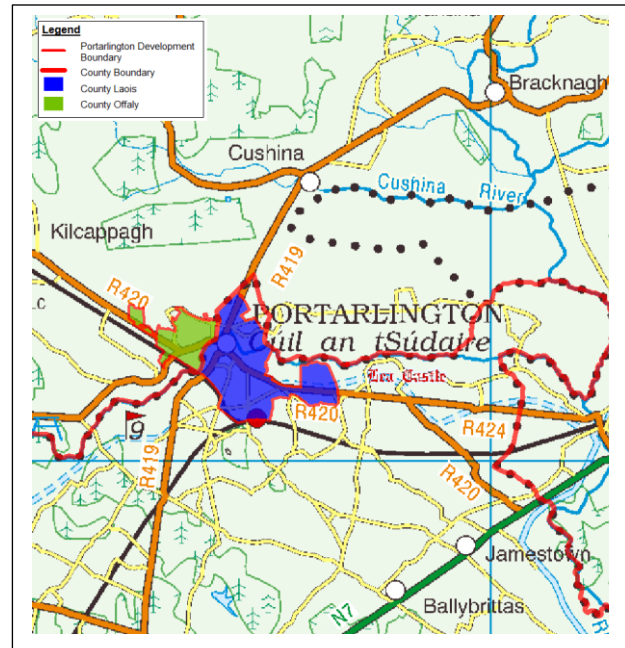 Legend
Portarlington Development
Boundary
County Boundary
County Laois
County Offaly
Bracknagh
Cushina
Cushina River
Kilcappagh
R419
R420
PORTARLINGTON
Cúil an tSúdaire
Lea Castle
R420
R424
9
R419
R420
Jamestown
Ballybrittas
N7